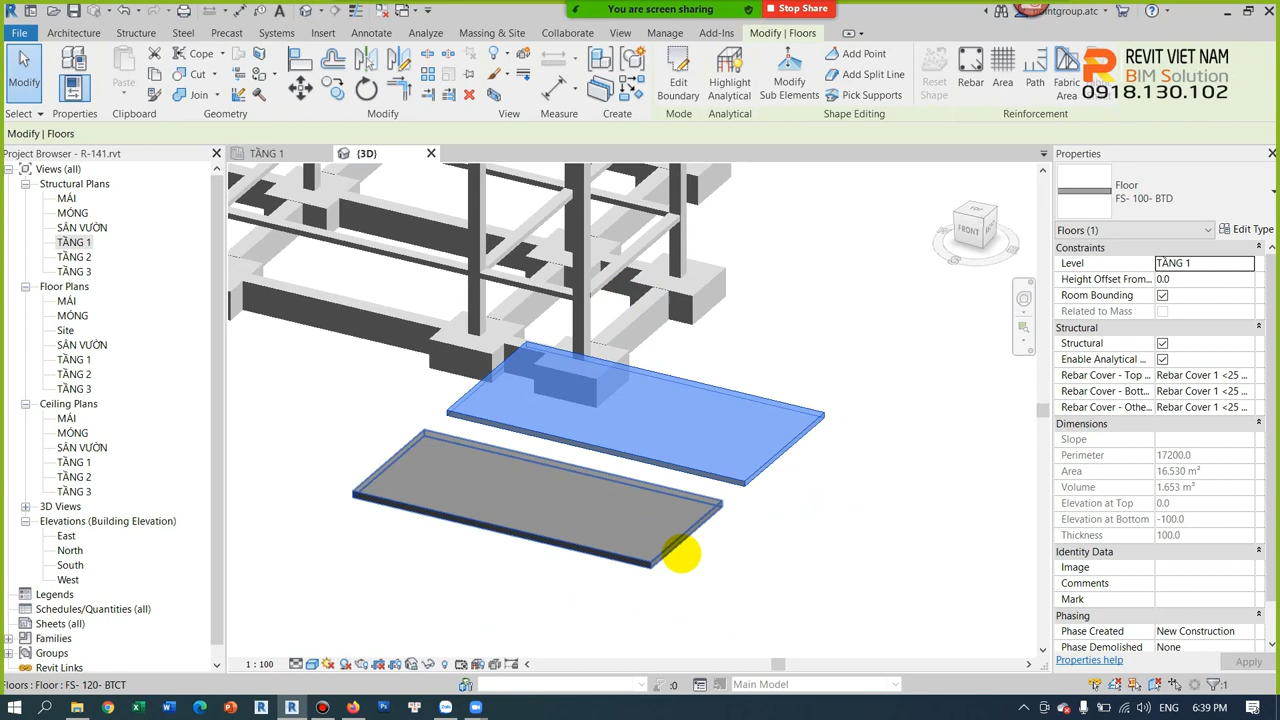 You are screen sharing
Stop Share
ointgroup.atc
File
Architecture
Structure
Steel
Precast
Systems
Insert
Annotate
Analyze
Massing & Site
Collaborate
View
Manage
Add-Ins
Modify | Floors
Modify
Paste
Cope
Cut
Join
Edit Boundary
Highlight Analytical
Modify Sub Elements
Add Point
Add Split Line
Pick Supports
Reset Shape
Rebar
Area
Path
Fabric Area
REVIT VIET NAM
BIM Solution
0918.130.102
Select
Properties
Clipboard
Geometry
Modify
View
Measure
Create
Mode
Analytical
Shape Editing
Reinforcement
Modify | Floors
Project Browser - R-141.rvt
Views (all)
Structural Plans
MÁI
MÓNG
SÂN VƯỜN
TẦNG 1
TẦNG 2
TẦNG 3
Floor Plans
MÁI
MÓNG
Site
SÂN VƯỜN
TẦNG 1
TẦNG 2
TẦNG 3
Ceiling Plans
MÁI
MÓNG
SÂN VƯỜN
TẦNG 1
TẦNG 2
TẦNG 3
3D Views
Elevations (Building Elevation)
East
North
South
West
Legends
Schedules/Quantities (all)
Sheets (all)
Families
Groups
Revit Links
TẦNG 1
{3D}
TOP
FRONT
1 : 100
Properties
Floor
FS- 100- BTD
Floors (1)
Edit Type
Constraints
Level TẦNG 1
Height Offset From... 0.0
Room Bounding
Related to Mass
Structural
Structural
Enable Analytical ...
Rebar Cover - Top ... Rebar Cover 1 <25 ...
Rebar Cover - Bott... Rebar Cover 1 <25 ...
Rebar Cover - Othe... Rebar Cover 1 <25 ...
Dimensions
Slope
Perimeter 17200.0
Area 16.530 m²
Volume 1.653 m³
Elevation at Top 0.0
Elevation at Bottom -100.0
Thickness 100.0
Identity Data
Image
Comments
Mark
Phasing
Phase Created New Construction
Phase Demolished None
Properties help
Apply
Floors : Floor : FS- 120- BTCT
:0
Main Model
:1
ENG
6:39 PM